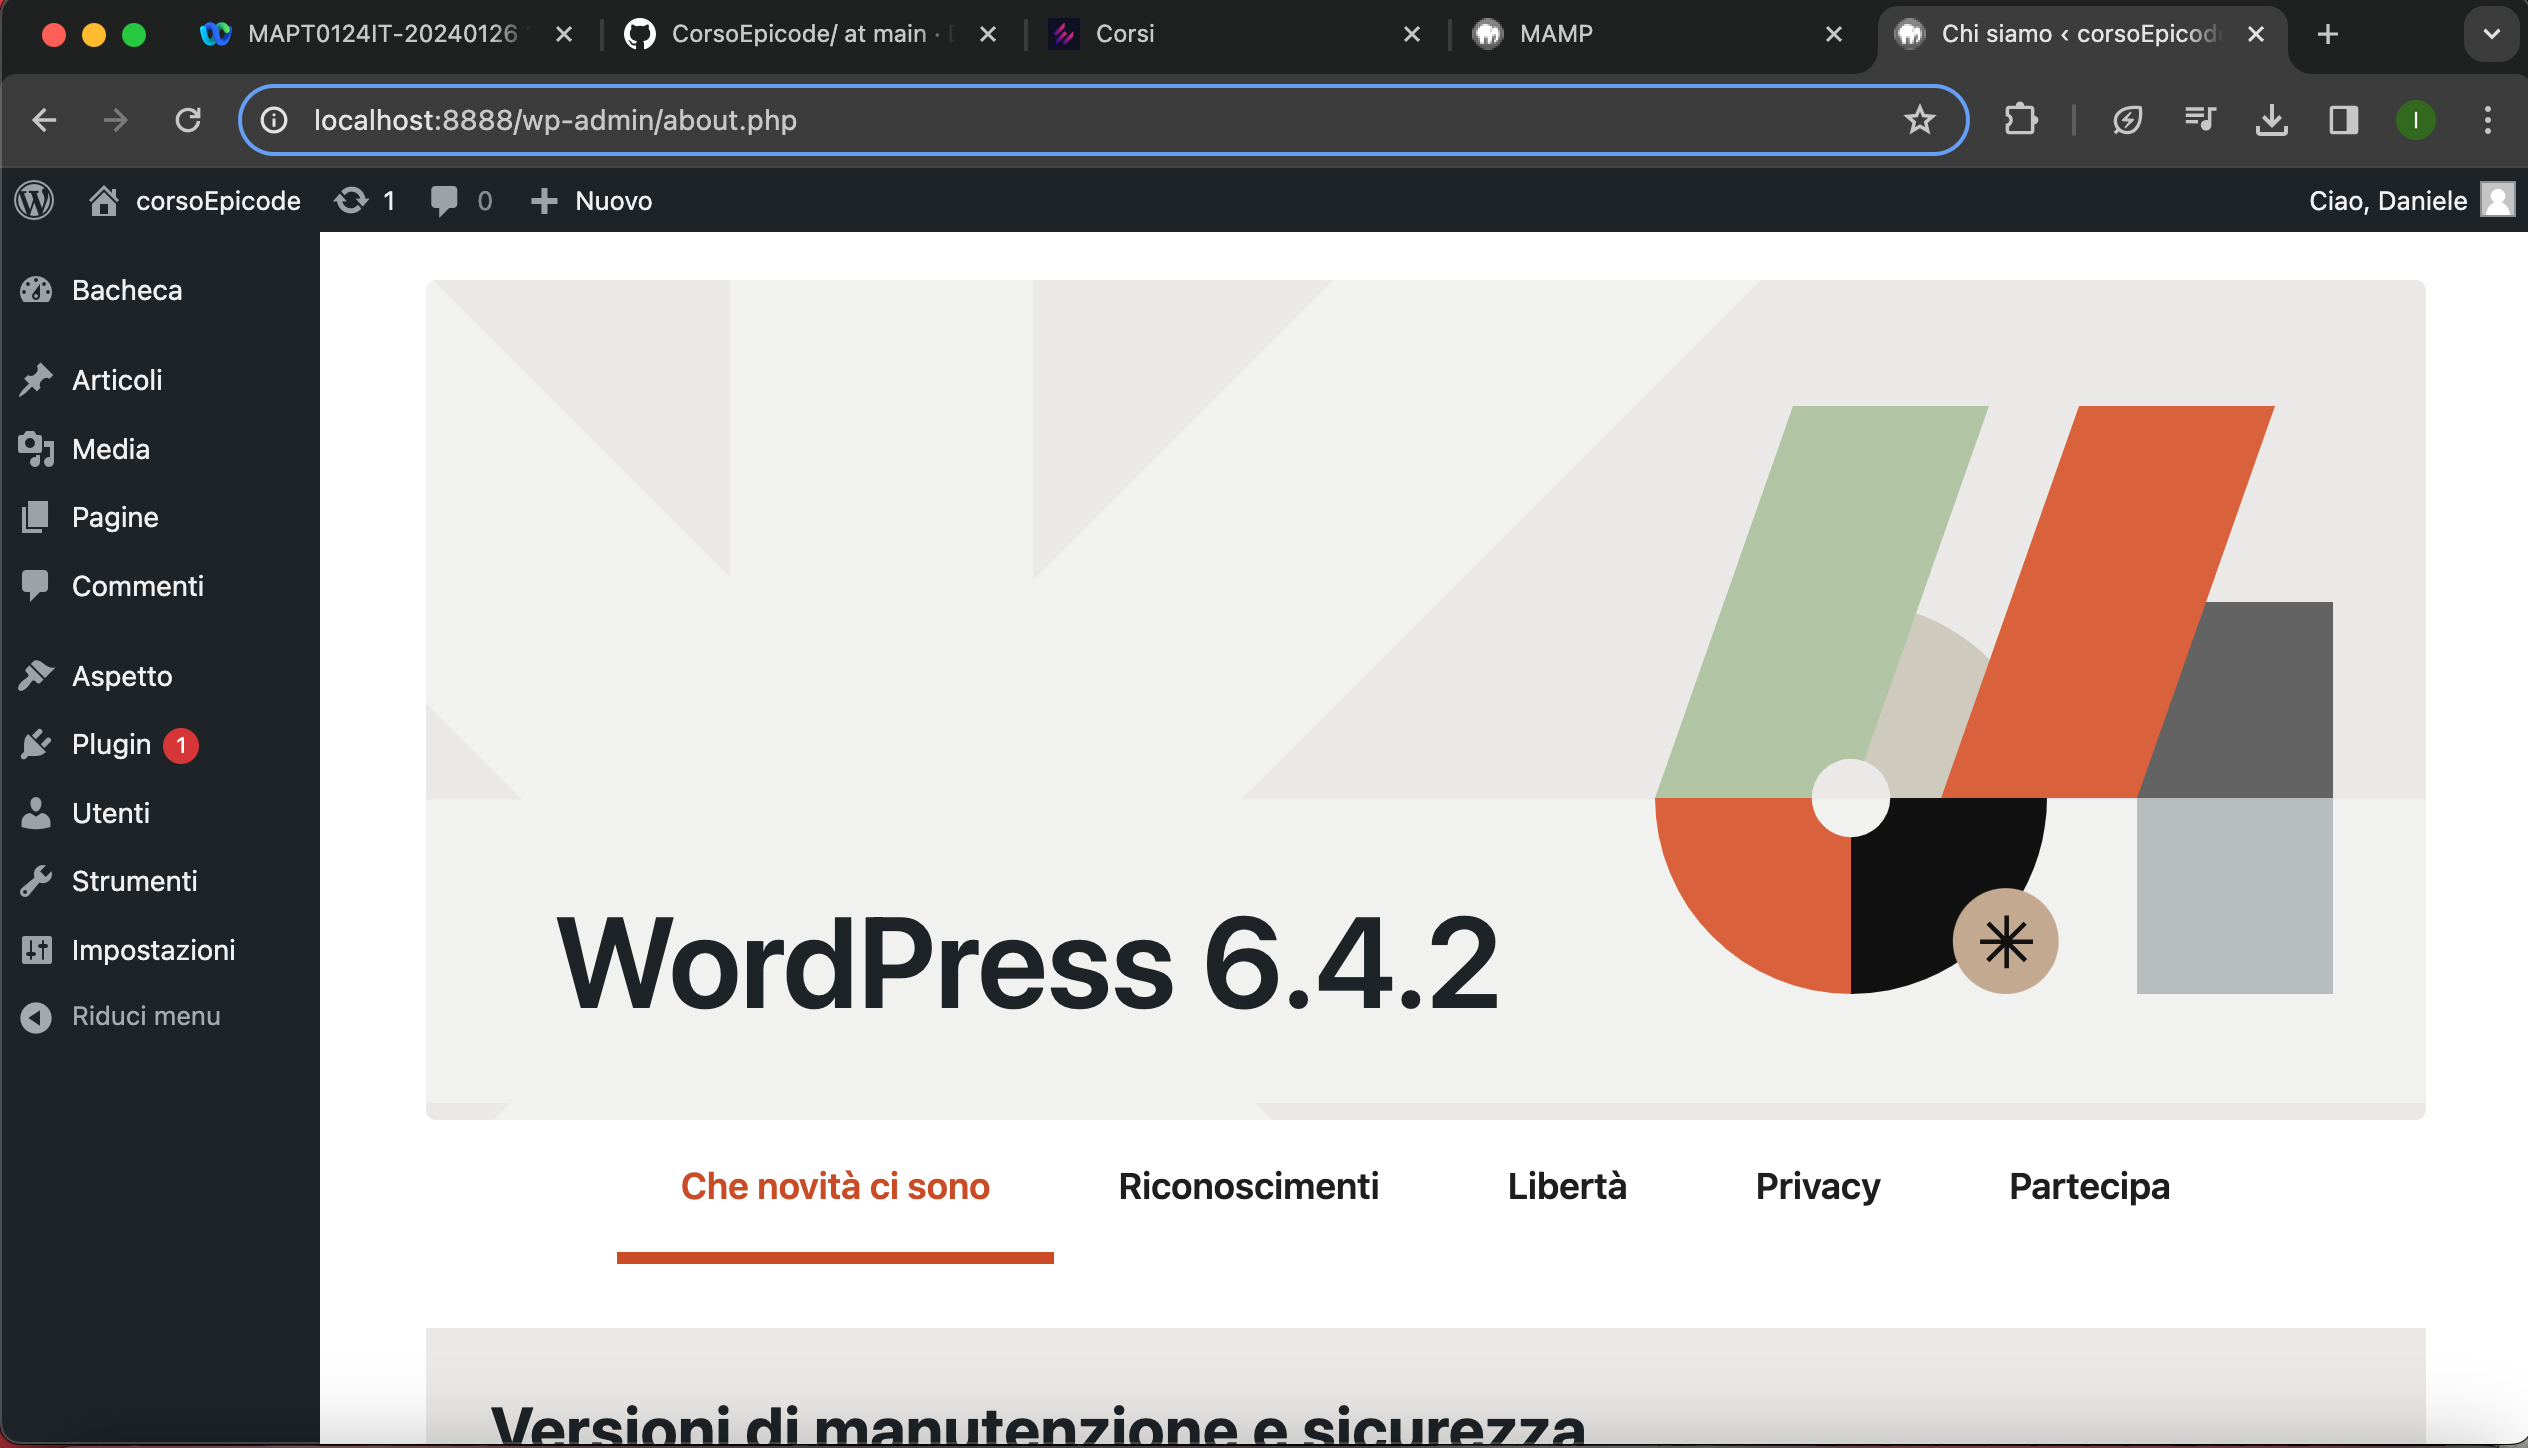 MAPT0124IT-20240126
CorsoEpicode/ at main ·
Corsi
MAMP
Chi siamo ‹ corsoEpicod
localhost:8888/wp-admin/about.php
corsoEpicode
1
0
Nuovo
Ciao, Daniele
Bacheca
Articoli
Media
Pagine
Commenti
Aspetto
Plugin 1
Utenti
Strumenti
Impostazioni
Riduci menu
I
WordPress 6.4.2
Che novità ci sono
Riconoscimenti
Libertà
Privacy
Partecipa
Versioni di manutenzione e sicurezza